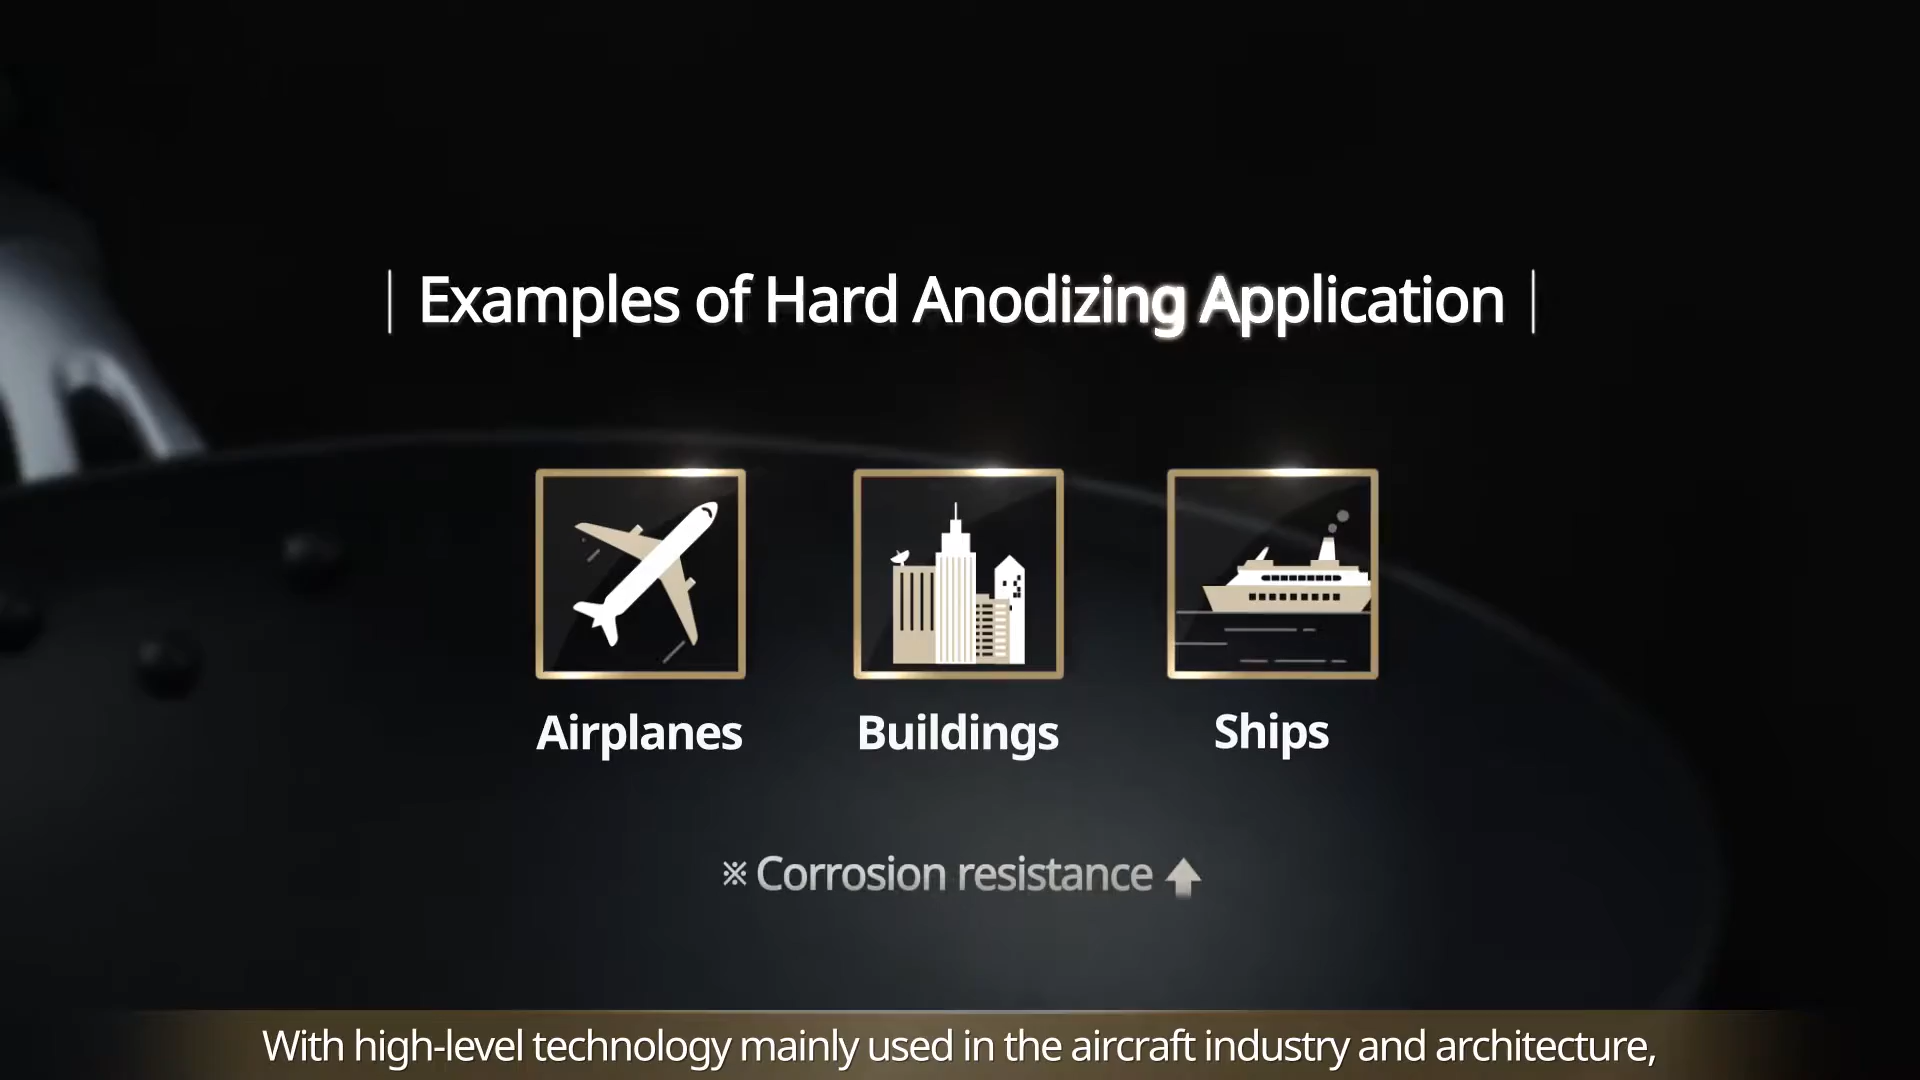 Examples of Hard Anodizing Application
Airplanes
Buildings
Ships
※ Corrosion resistance ⬆
With high-level technology mainly used in the aircraft industry and architecture,